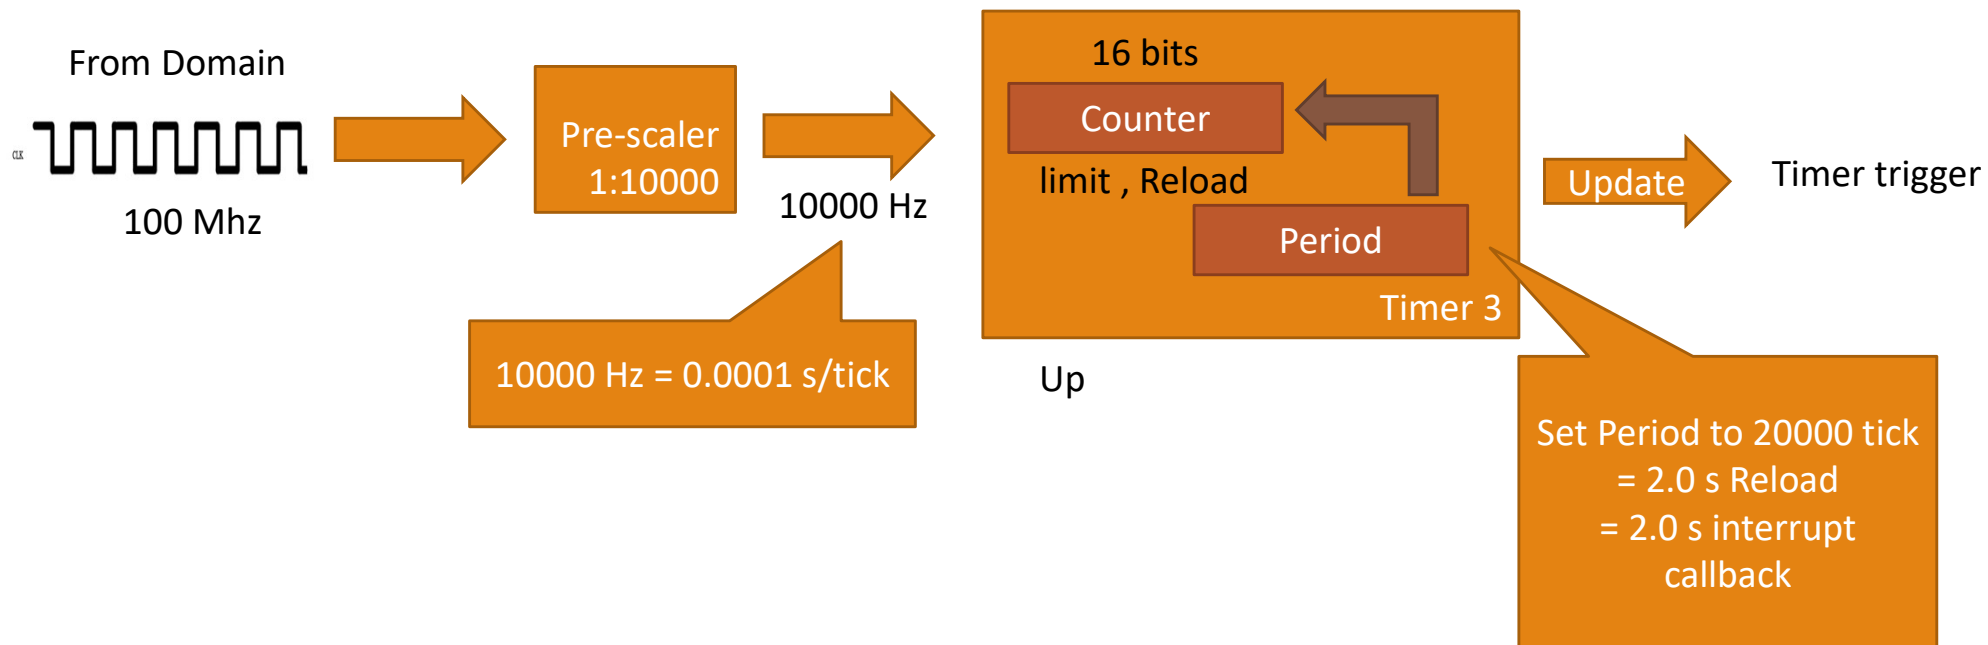 From Domain
CLK
100 Mhz
Pre-scaler
1:10000
10000 Hz
10000 Hz = 0.0001 s/tick
16 bits
Counter
limit , Reload
Period
Timer 3
Up
Update
Timer trigger
Set Period to 20000 tick
= 2.0 s Reload
= 2.0 s interrupt
callback